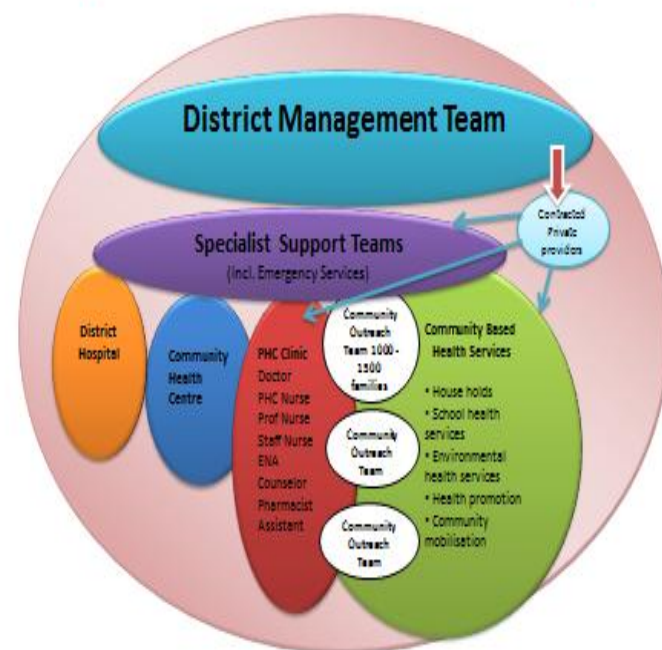 District Management Team
Contracted
Private
providers
Specialist Support Teams
(incl. Emergency Services)
District
Hospital
Community
Health
Centre
PHC Clinic
Doctor
PHC Nurse
Prof Nurse
Staff Nurse
ENA
Counselor
Pharmacist
Assistant
Community
Outreach
Team 1000-
1500
families
Community
Outreach
Team
Community
Outreach
Team
Community Based
Health Services
• House holds
• School health
services
• Environmental
health services
• Health promotion
• Community
mobilisation